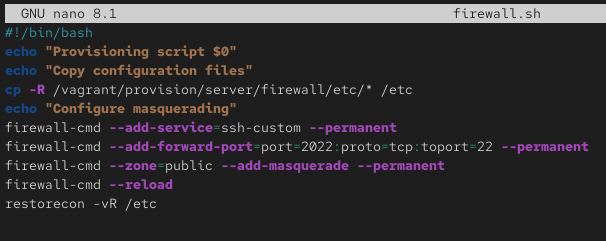 GNU nano 8.1 firewall.sh
#!/bin/bash
echo "Provisioning script $0"
echo "Copy configuration files"
cp -R /vagrant/provision/server/firewall/etc/* /etc
echo "Configure masquerading"
firewall-cmd --add-service=ssh-custom --permanent
firewall-cmd --add-forward-port=port=2022:proto=tcp:toport=22 --permanent
firewall-cmd --zone=public --add-masquerade --permanent
firewall-cmd --reload
restorecon -vR /etc